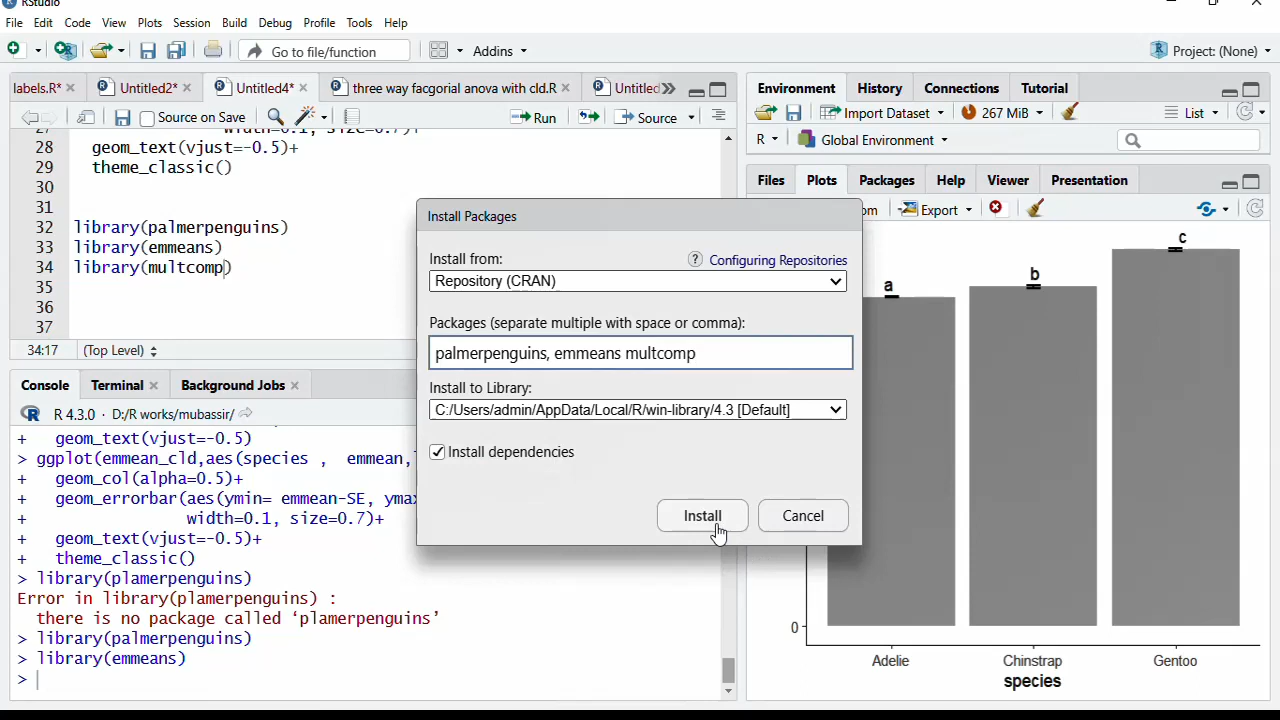 RStudio
File Edit Code View Plots Session Build Debug Profile Tools Help
Go to file/function Addins Project: (None)
labels.R* Untitled2* Untitled4* three way facgorial anova with cld.R Untitled
Source on Save Run Source
28 geom_text(vjust=-0.5)+
29 theme_classic()
30
31
32 library(palmerpenguins)
33 library(emmeans)
34 library(multcomp)
35
36
37
34:17 (Top Level)
Console Terminal Background Jobs
R 4.3.0 · D:/R works/mubassir/
+ geom_text(vjust=-0.5)
> ggplot(emmean_cld,aes(species , emmean,
+ geom_col(alpha=0.5)+
+ geom_errorbar(aes(ymin= emmean-SE, yma
+ width=0.1, size=0.7)+
+ geom_text(vjust=-0.5)+
+ theme_classic()
> library(plamerpenguins)
Error in library(plamerpenguins) :
there is no package called ‘plamerpenguins’
> library(palmerpenguins)
> library(emmeans)
>
Install Packages
Install from: ? Configuring Repositories
Repository (CRAN)
Packages (separate multiple with space or comma):
palmerpenguins, emmeans multcomp
Install to Library:
C:/Users/admin/AppData/Local/R/win-library/4.3 [Default]
Install dependencies
Install Cancel
Environment History Connections Tutorial
Import Dataset 267 MiB List
R Global Environment
Files Plots Packages Help Viewer Presentation
om Export
a
b
c
0
Adelie Chinstrap Gentoo
species